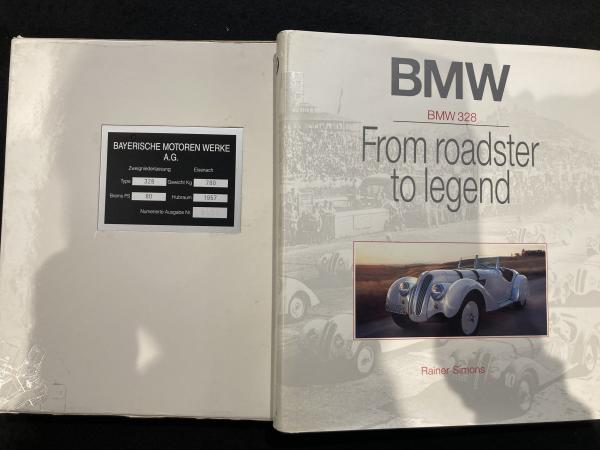 BAYERISCHE MOTOREN WERKE
A.G.
Zweigniederlassung Eisenach
Type 328 Gewicht Kg 780
Brems PS 80 Hubraum 1957
Numerierte Ausgabe Nr.
BMW
BMW 328
From roadster
to legend
Rainer Simons